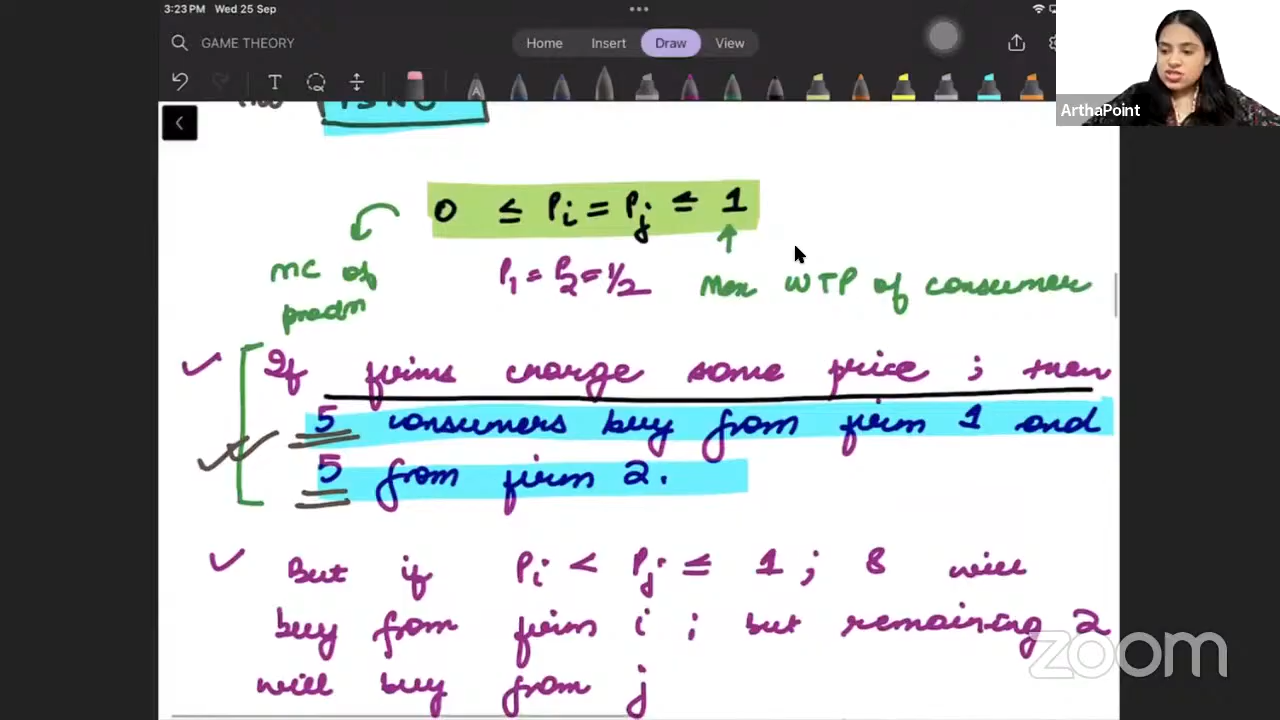 3:23 PM Wed 25 Sep
GAME THEORY
Home Insert Draw View
ArthaPoint
0 ≤ Pi = Pj ≤ 1
MC of
prodn
P1 = P2 = 1/2
Max WTP of consumer
If firms charge same price ; then
5 consumers buy from firm 1 and
5 from firm 2.
But if Pi < Pj ≤ 1 ; 8 will
buy from firm i ; but remaining 2
will buy from j
zoom